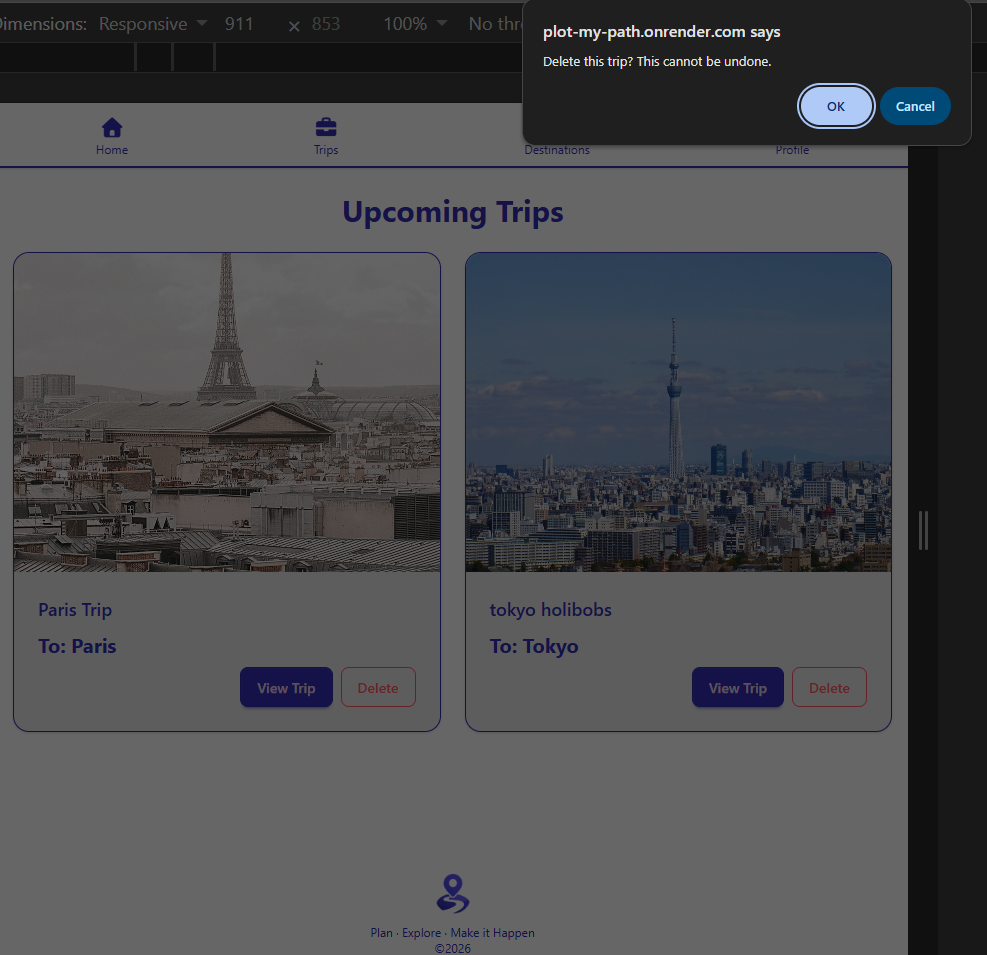 Dimensions: Responsive 911 × 853 100% No thr
plot-my-path.onrender.com says
Delete this trip? This cannot be undone.
OK Cancel
Home Trips Destinations Profile
Upcoming Trips
Paris Trip
To: Paris
View Trip Delete
tokyo holibobs
To: Tokyo
View Trip Delete
Plan · Explore · Make it Happen
©2026